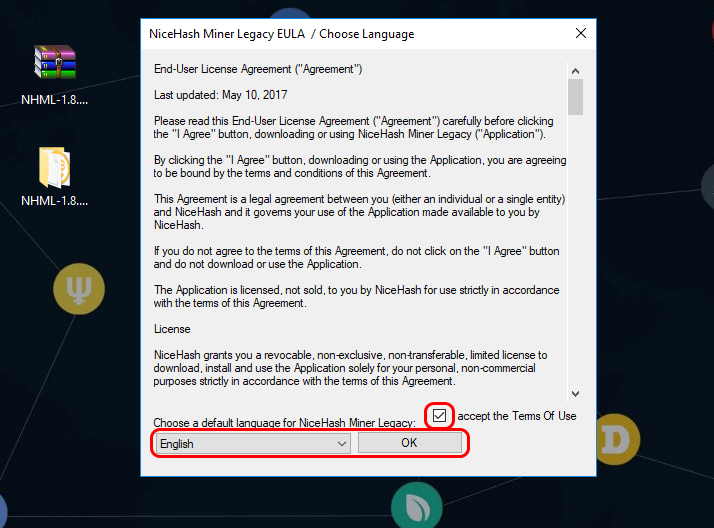 NiceHash Miner Legacy EULA / Choose Language
NHML-1.8....
NHML-1.8....
End-User License Agreement ("Agreement")
Last updated: May 10, 2017
Please read this End-User License Agreement ("Agreement") carefully before clicking
the "I Agree" button, downloading or using NiceHash Miner Legacy ("Application").
By clicking the "I Agree" button, downloading or using the Application, you are agreeing
to be bound by the terms and conditions of this Agreement.
This Agreement is a legal agreement between you (either an individual or a single entity)
and NiceHash and it governs your use of the Application made available to you by
NiceHash.
If you do not agree to the terms of this Agreement, do not click on the "I Agree" button
and do not download or use the Application.
The Application is licensed, not sold, to you by NiceHash for use strictly in accordance
with the terms of this Agreement.
License
NiceHash grants you a revocable, non-exclusive, non-transferable, limited license to
download, install and use the Application solely for your personal, non-commercial
purposes strictly in accordance with the terms of this Agreement.
accept the Terms Of Use
Choose a default language for NiceHash Miner Legacy:
English
OK